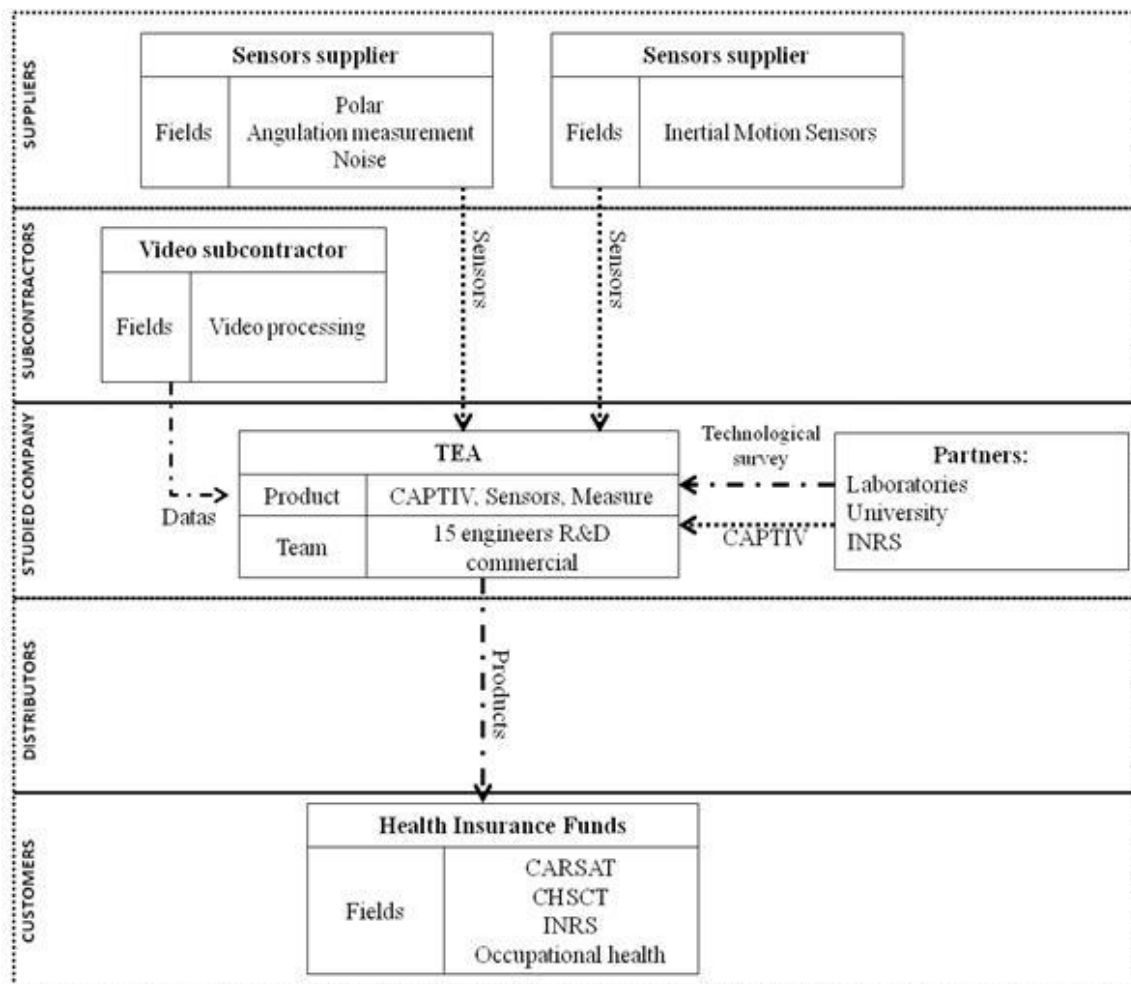 SUPPLIERS
Sensors supplier
Fields
Polar
Angulation measurement
Noise
Sensors supplier
Fields
Inertial Motion Sensors
SUBCONTRACTORS
Video subcontractor
Fields
Video processing
Sensors
Sensors
STUDIED COMPANY
Datas
TEA
Product
CAPTIV, Sensors, Measure
Team
15 engineers R&D
commercial
Technological
survey
CAPTIV
Partners:
Laboratories
University
INRS
DISTRIBUTORS
Products
CUSTOMERS
Health Insurance Funds
Fields
CARSAT
CHSCT
INRS
Occupational health